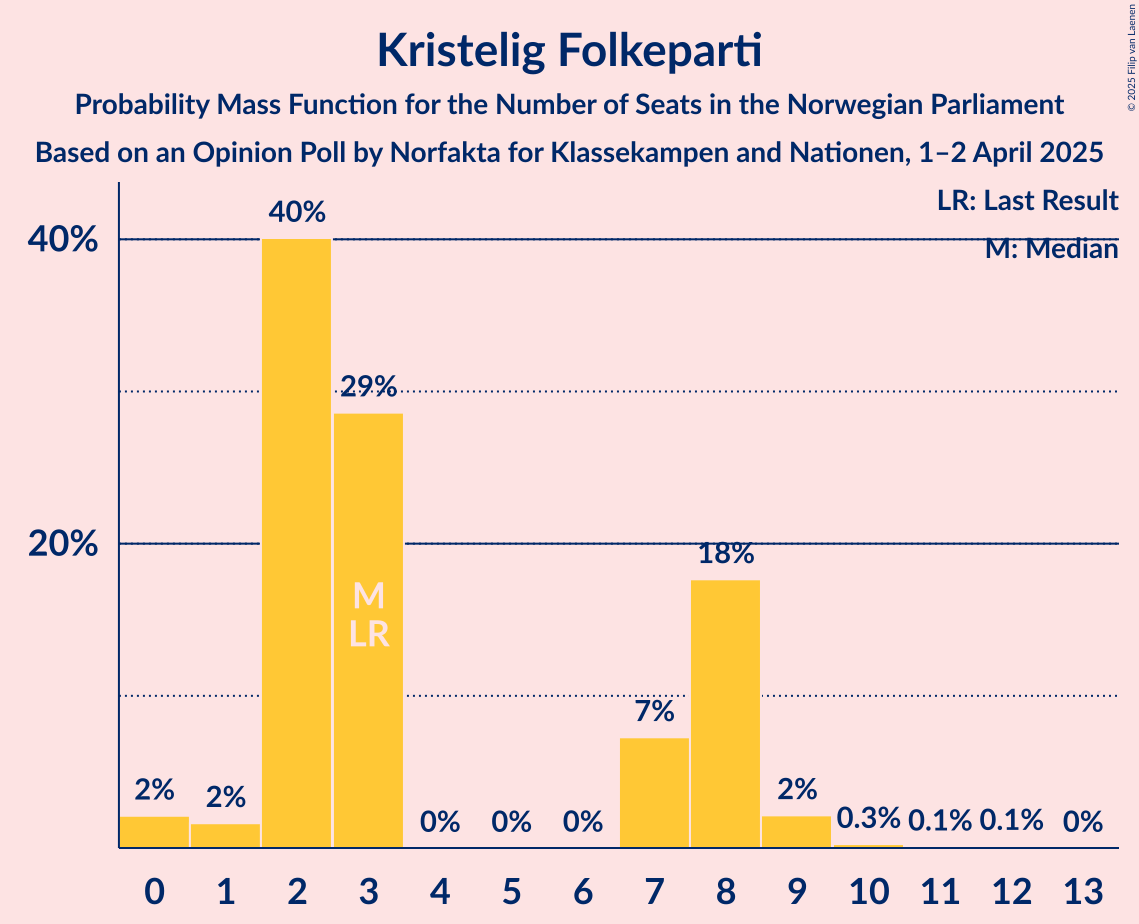 Kristelig Folkeparti
Probability Mass Function for the Number of Seats in the Norwegian Parliament
Based on an Opinion Poll by Norfakta for Klassekampen and Nationen, 1–2 April 2025
© 2025 Filip van Laenen
LR: Last Result
M: Median
40%
20%
40%
29%
18%
7%
2%
2%
0%
0%
0%
2%
0.3%
0.1%
0.1%
0%
M
LR
0 1 2 3 4 5 6 7 8 9 10 11 12 13